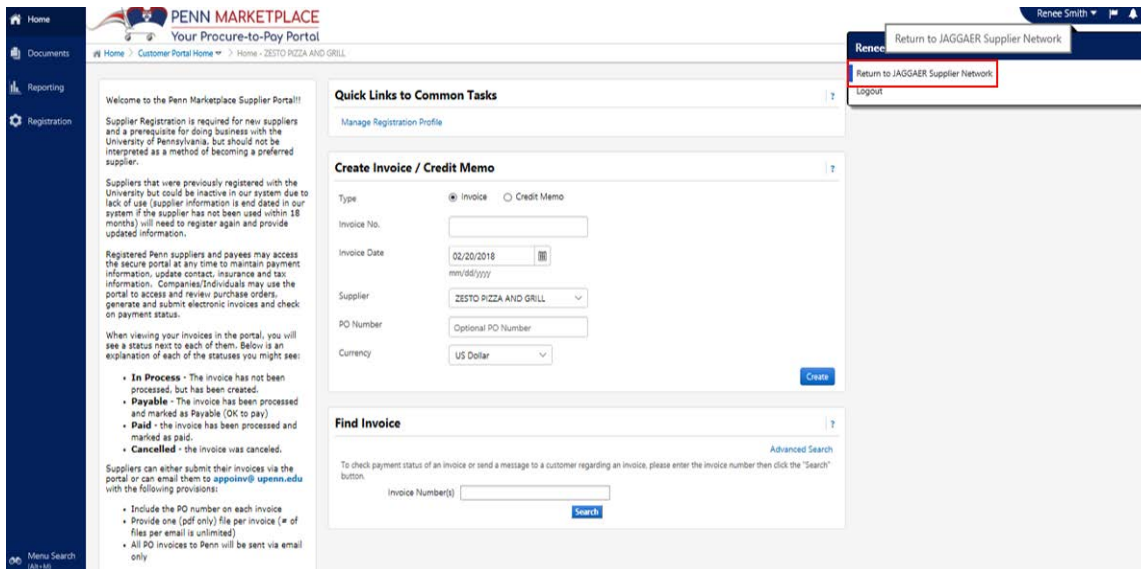 Home
Documents
Reporting
Registration
Menu Search
(Alt+M)
PENN MARKETPLACE
Your Procure-to-Pay Portal
Home > Customer Portal Home > Home - ZESTO PIZZA AND GRILL
Renee Smith
Return to JAGGAER Supplier Network
Renee
Return to JAGGAER Supplier Network
Logout
Welcome to the Penn Marketplace Supplier Portal!!
Supplier Registration is required for new suppliers
and a prerequisite for doing business with the
University of Pennsylvania, but should not be
interpreted as a method of becoming a preferred
supplier.
Suppliers that were previously registered with the
University but could be inactive in our system due to
lack of use (supplier information is end dated in our
system if the supplier has not been used within 18
months) will need to register again and provide
updated information.
Registered Penn suppliers and payees may access
the secure portal at any time to maintain payment
information, update contact, insurance and tax
information. Companies/Individuals may use the
portal to access and review purchase orders,
generate and submit electronic invoices and check
on payment status.
When viewing your invoices in the portal, you will
see a status next to each of them. Below is an
explanation of each of the statuses you might see:
• In Process - The invoice has not been
processed, but has been created.
• Payable - The invoice has been processed
and marked as Payable (OK to pay)
• Paid - the invoice has been processed and
marked as paid.
• Cancelled - the invoice was canceled.
Suppliers can either submit their invoices via the
portal or can email them to appoinv@ upenn.edu
with the following provisions:
• Include the PO number on each invoice
• Provide one (pdf only) file per invoice (# of
files per email is unlimited)
• All PO invoices to Penn will be sent via email
only
Quick Links to Common Tasks ?
Manage Registration Profile
Create Invoice / Credit Memo ?
Type Invoice Credit Memo
Invoice No.
Invoice Date 02/20/2018
mm/dd/yyyy
Supplier ZESTO PIZZA AND GRILL
PO Number Optional PO Number
Currency US Dollar
Create
Find Invoice ?
Advanced Search
To check payment status of an invoice or send a message to a customer regarding an invoice, please enter the invoice number then click the "Search"
button.
Invoice Number(s)
Search